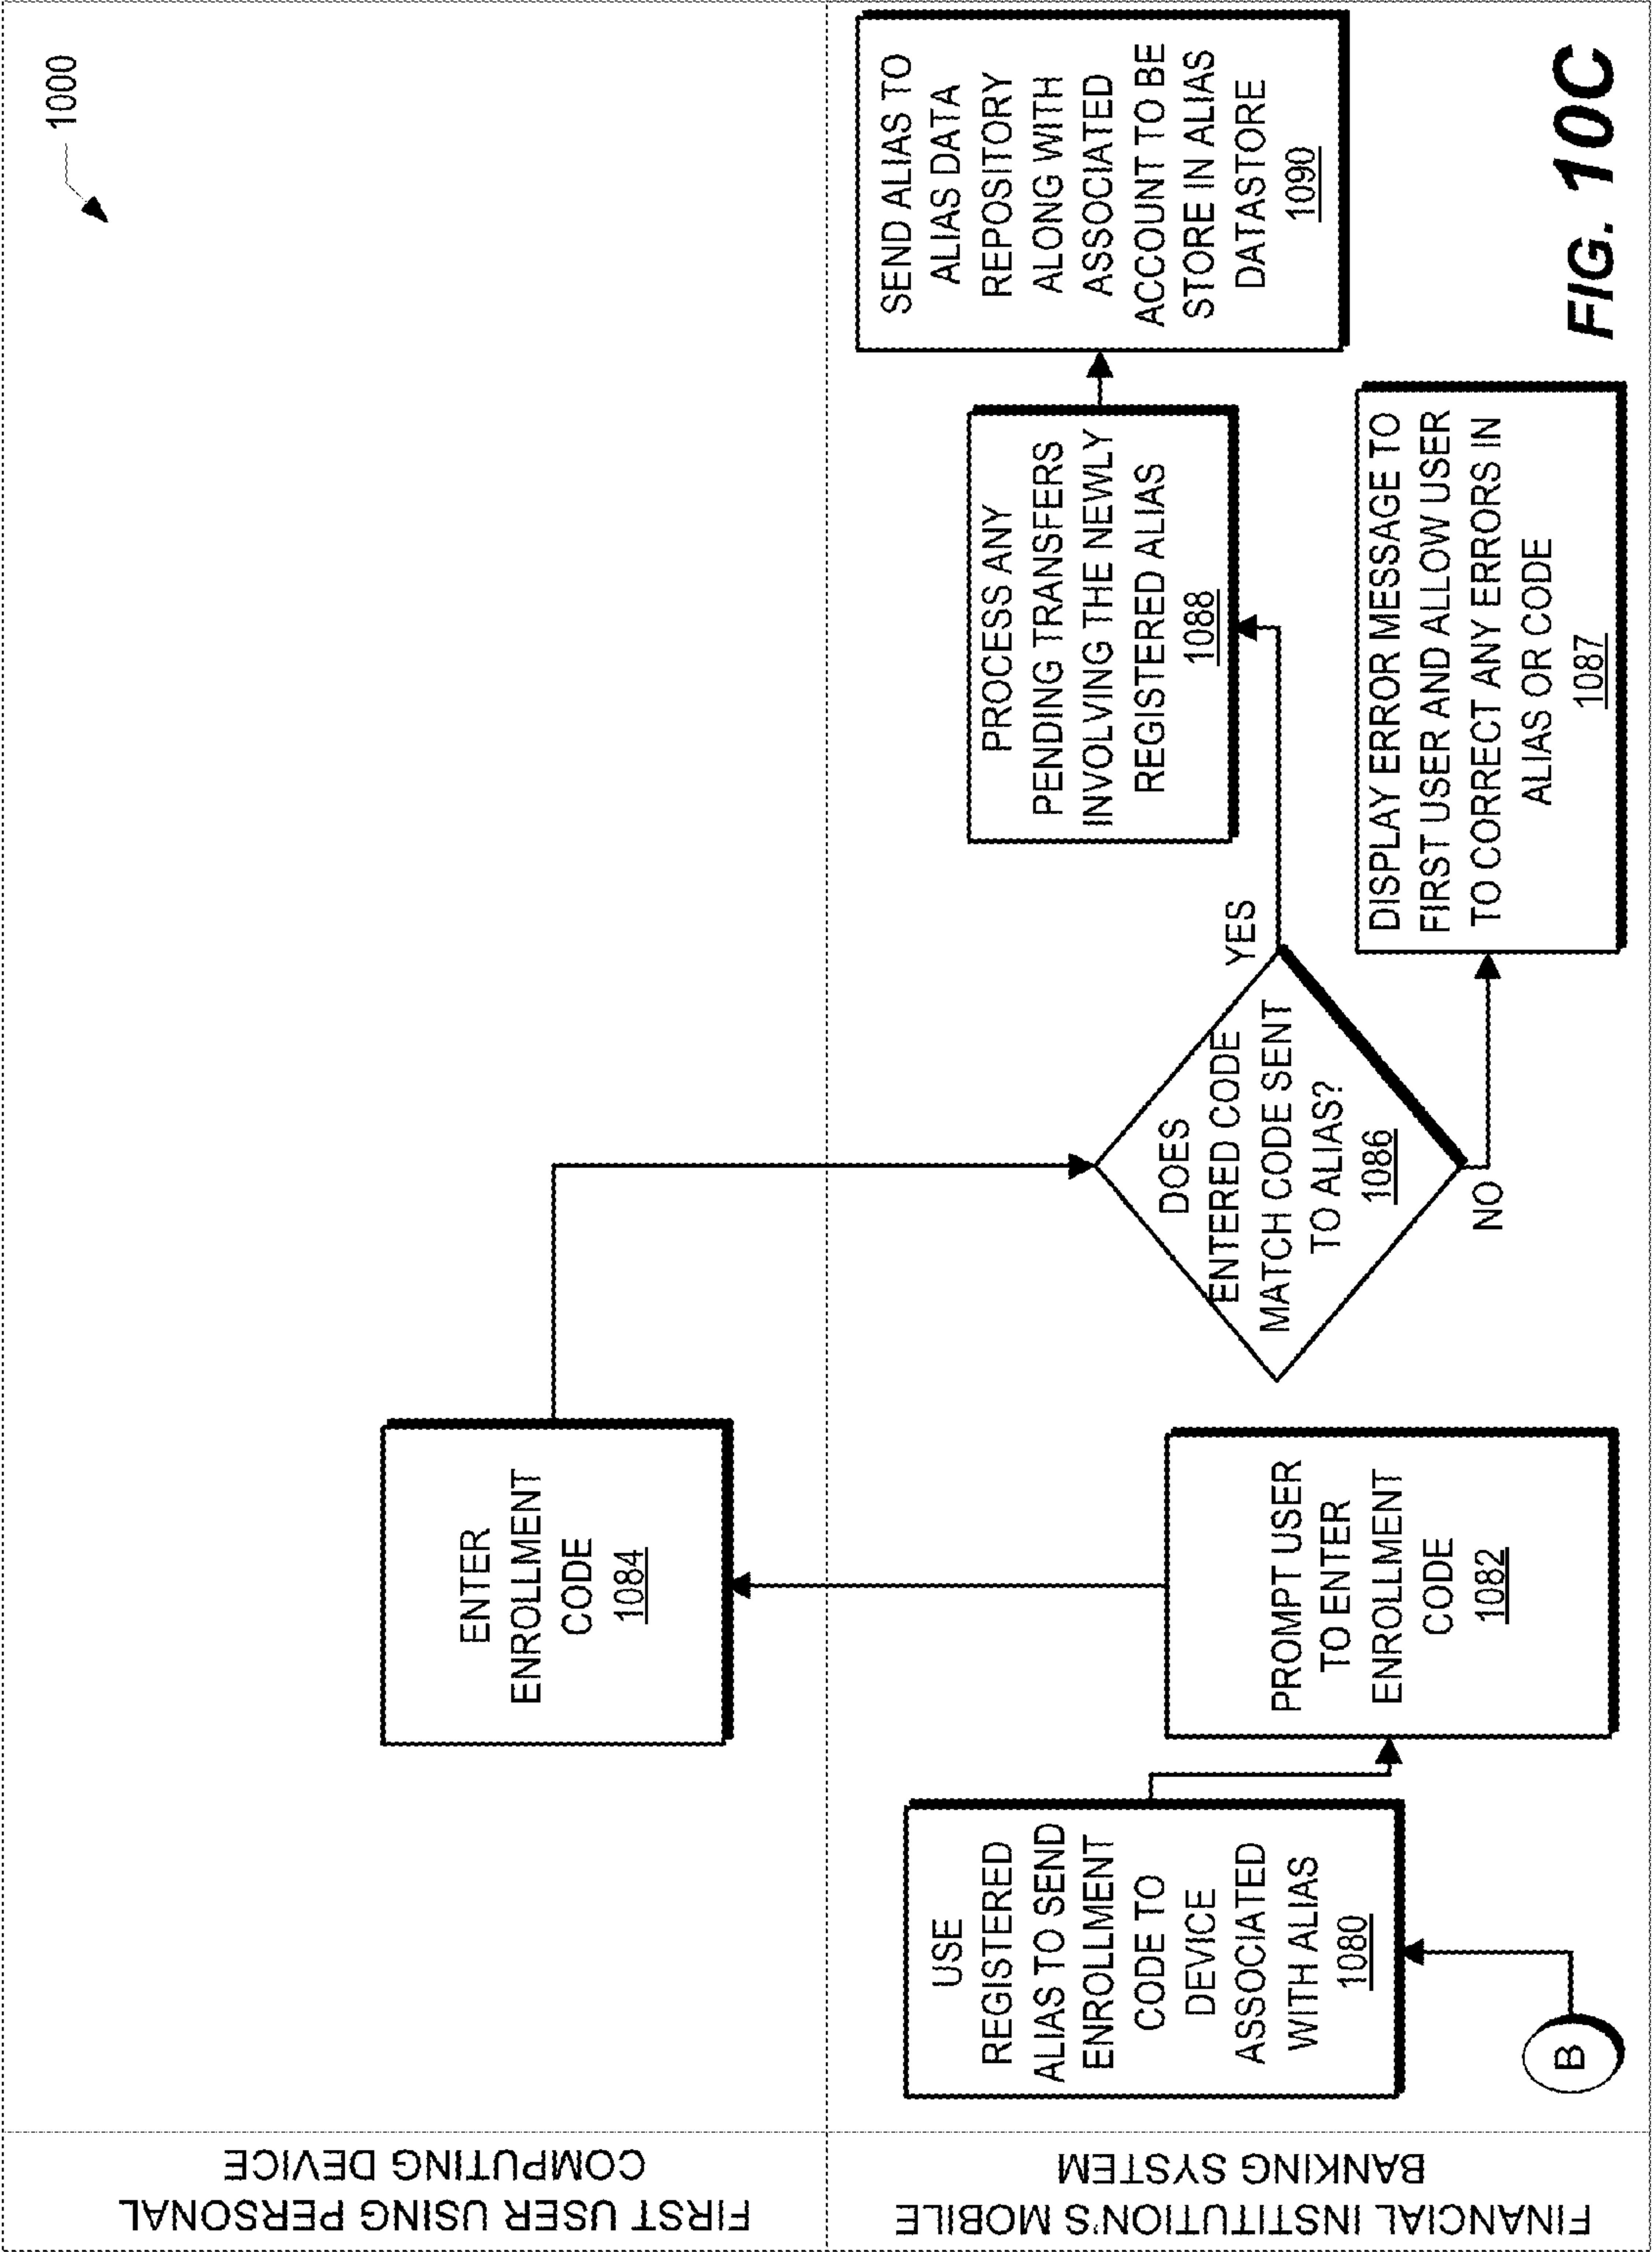 1000
FIRST USER USING PERSONAL
COMPUTING DEVICE
ENTER
ENROLLMENT
CODE
1084
FINANCIAL INSTITUTION'S MOBILE
BANKING SYSTEM
B
USE
REGISTERED
ALIAS TO SEND
ENROLLMENT
CODE TO
DEVICE
ASSOCIATED
WITH ALIAS
1080
PROMPT USER
TO ENTER
ENROLLMENT
CODE
1082
DOES
ENTERED CODE
MATCH CODE SENT
TO ALIAS?
1086
YES
NO
PROCESS ANY
PENDING TRANSFERS
INVOLVING THE NEWLY
REGISTERED ALIAS
1088
DISPLAY ERROR MESSAGE TO
FIRST USER AND ALLOW USER
TO CORRECT ANY ERRORS IN
ALIAS OR CODE
1087
SEND ALIAS TO
ALIAS DATA
REPOSITORY
ALONG WITH
ASSOCIATED
ACCOUNT TO BE
STORE IN ALIAS
DATASTORE
1090
FIG. 10C